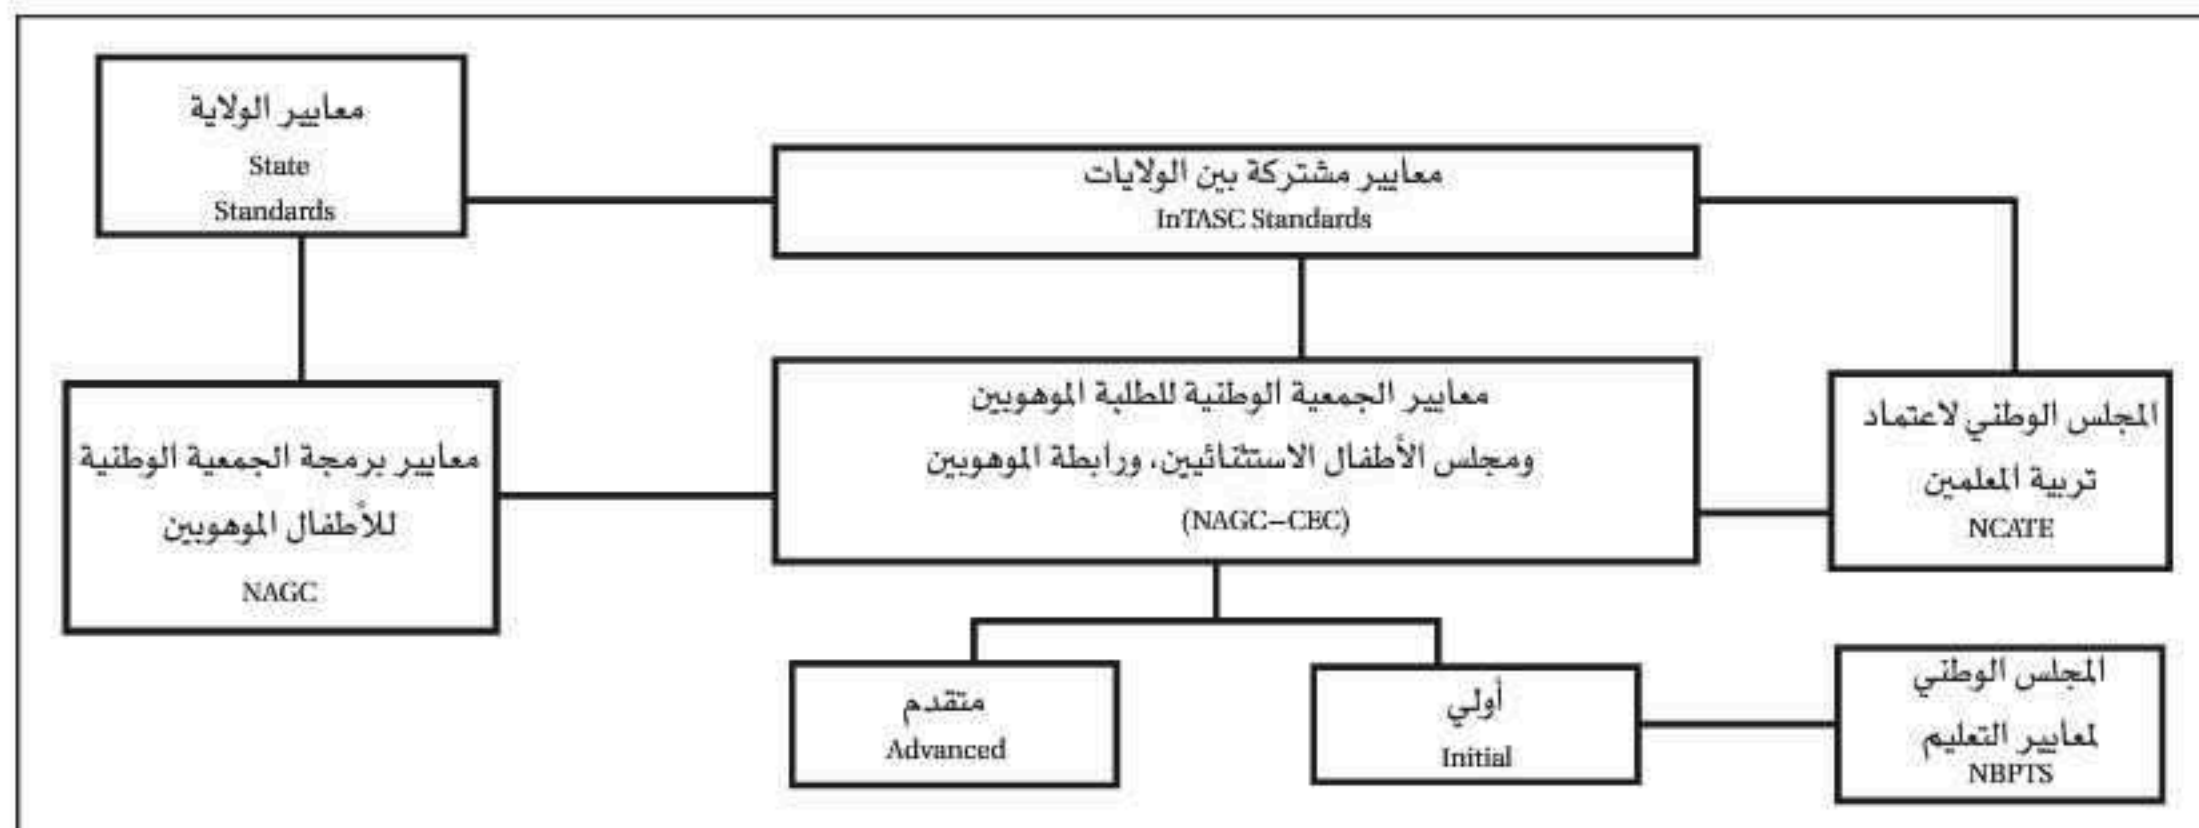 معايير الولاية
State
Standards
معايير مشتركة بين الولايات
InTASC Standards
معايير برمجة الجمعية الوطنية
للأطفال الموهوبين
NAGC
معايير الجمعية الوطنية للطلبة الموهوبين
ومجلس الأطفال الاستثنائيين، ورابطة الموهوبين
(NAGC–CEC)
المجلس الوطني لاعتماد
تربية المعلمين
NCATE
متقدم
Advanced
أولي
Initial
المجلس الوطني
لمعايير التعليم
NBPTS